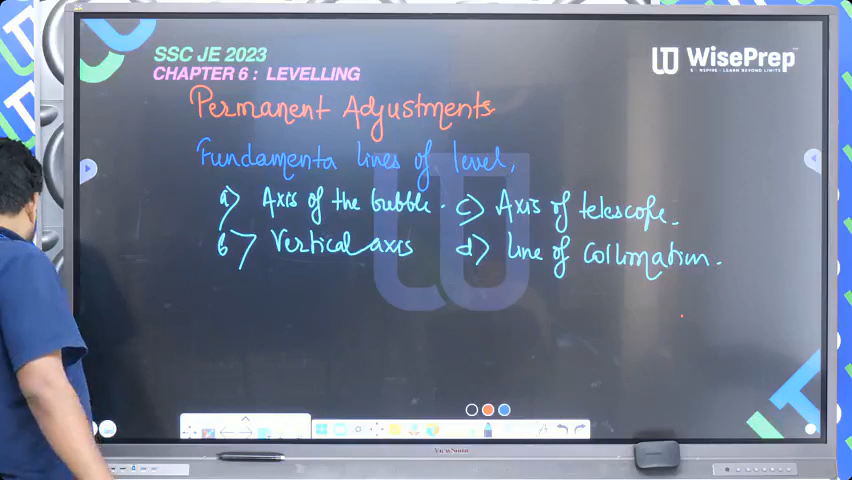 SSC JE 2023
CHAPTER 6 : LEVELLING
WisePrep
Permanent Adjustments
Fundamenta lines of level,
a> Axis of the bubble.
c> Axis of telescope.
b> Vertical axis
d> line of Collimation.
ViewSonic